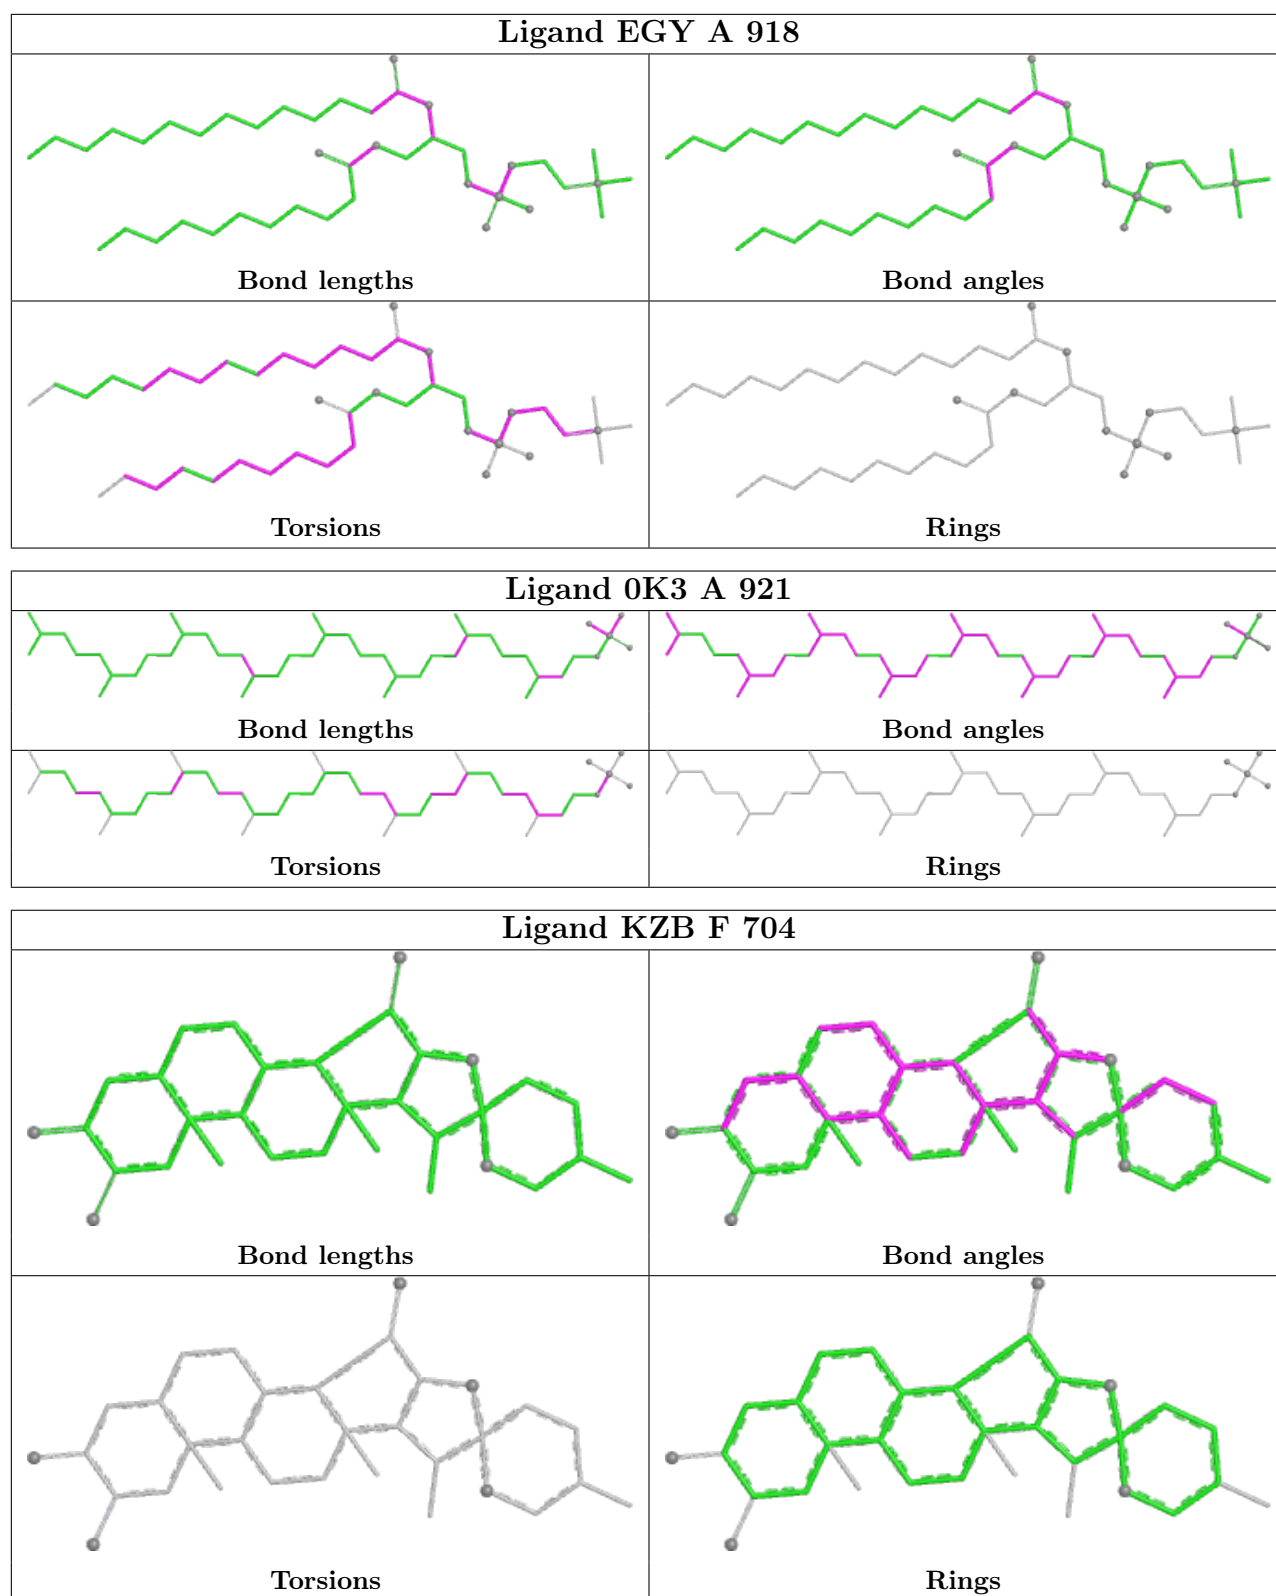 Ligand EGY A 918
Bond lengths
Bond angles
Torsions
Rings
Ligand 0K3 A 921
Bond lengths
Bond angles
Torsions
Rings
Ligand KZB F 704
Bond lengths
Bond angles
Torsions
Rings